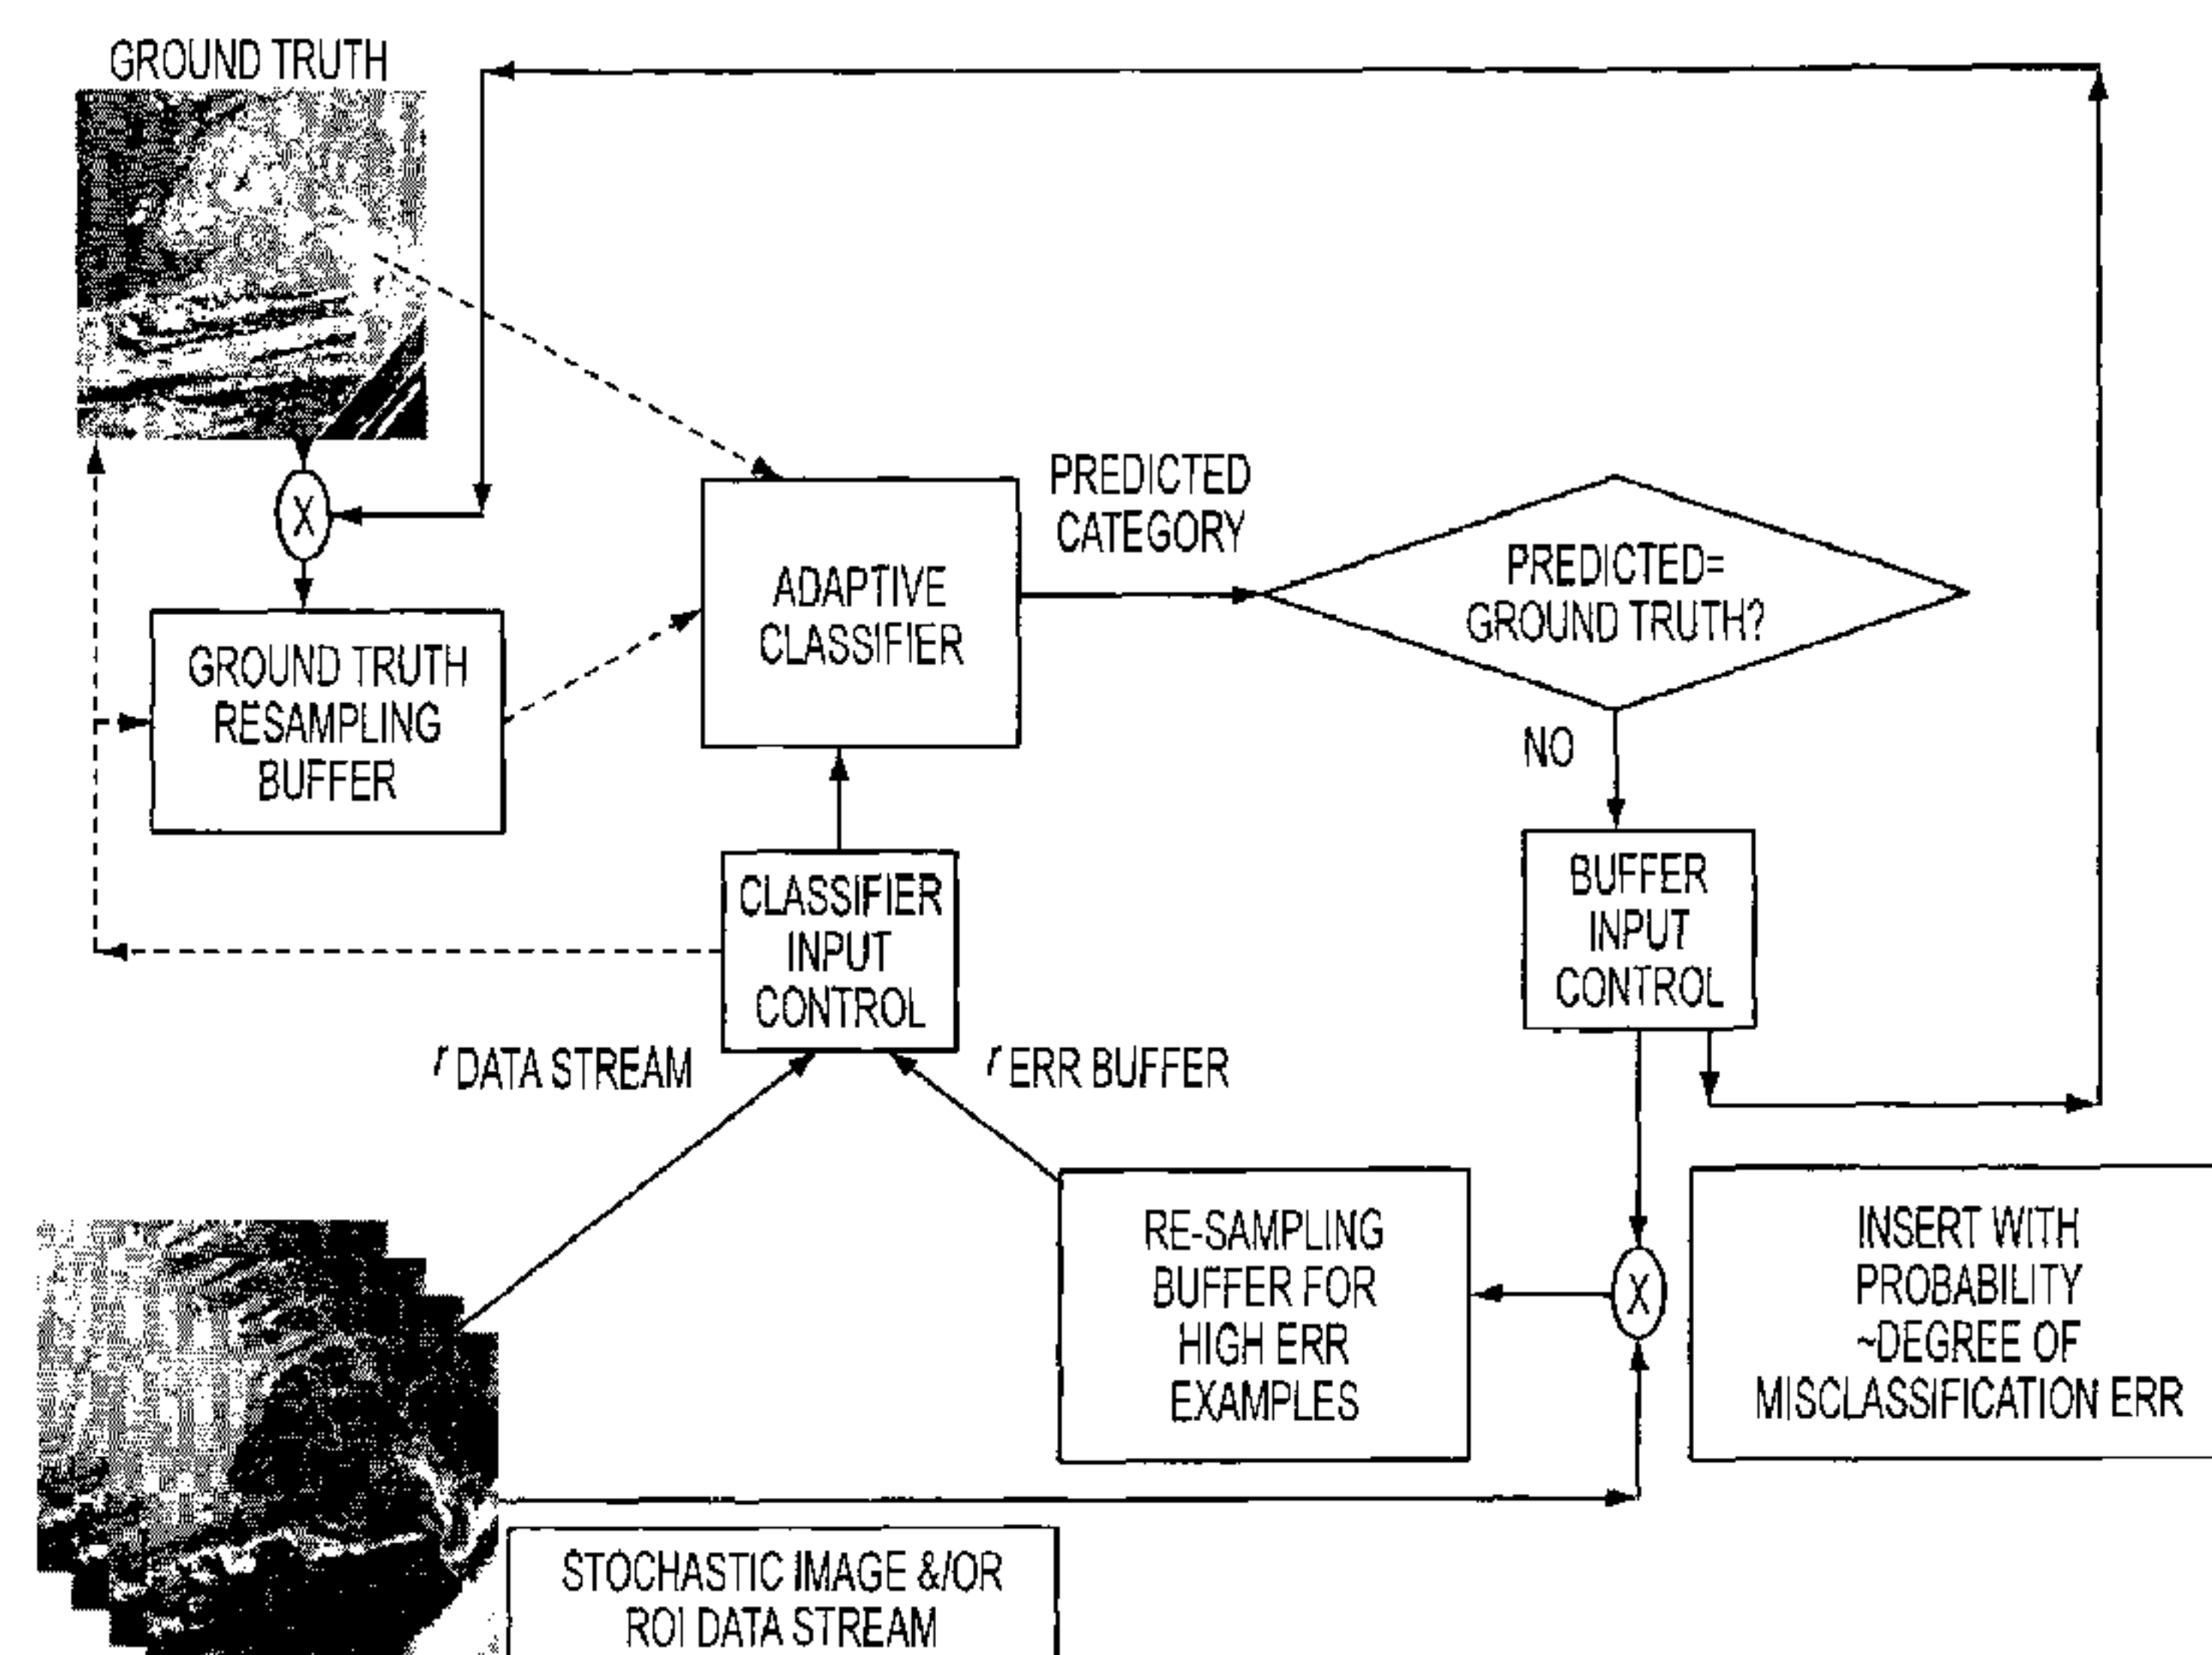 GROUND TRUTH
X
GROUND TRUTH
RESAMPLING
BUFFER
ADAPTIVE
CLASSIFIER
PREDICTED
CATEGORY
PREDICTED=
GROUND TRUTH?
NO
BUFFER
INPUT
CONTROL
CLASSIFIER
INPUT
CONTROL
r DATA STREAM
r ERR BUFFER
RE-SAMPLING
BUFFER FOR
HIGH ERR
EXAMPLES
X
INSERT WITH
PROBABILITY
~DEGREE OF
MISCLASSIFICATION ERR
STOCHASTIC IMAGE &/OR
ROI DATA STREAM